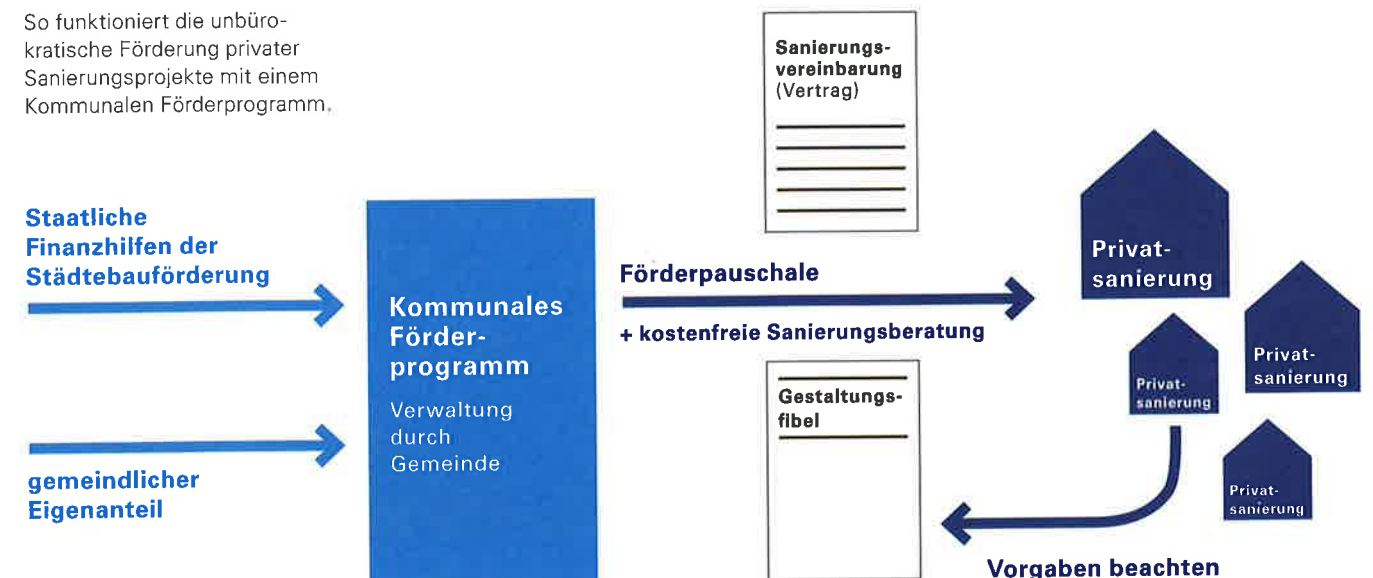 So funktioniert die unbüro-
kratische Förderung privater
Sanierungsprojekte mit einem
Kommunalen Förderprogramm.
Staatliche
Finanzhilfen der
Städtebauförderung
gemeindlicher
Eigenanteil
Kommunales
Förder-
programm
Verwaltung
durch
Gemeinde
Sanierungs-
vereinbarung
(Vertrag)
Förderpauschale
+ kostenfreie Sanierungsberatung
Gestaltungs-
fibel
Privat-
sanierung
Privat-
sanierung
Privat-
sanierung
Privat-
sanierung
Vorgaben beachten